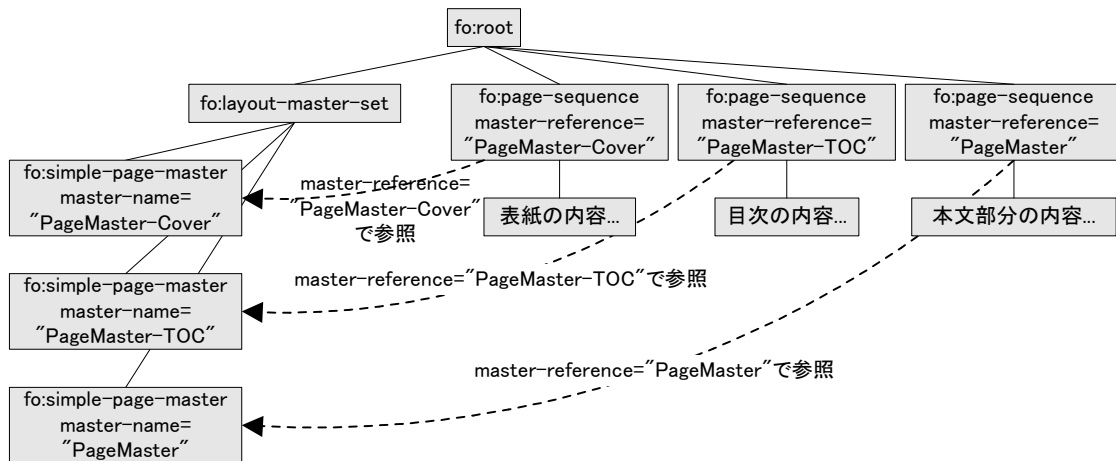 fo:root
fo:layout-master-set
fo:page-sequence
master-reference=
"PageMaster-Cover"
fo:page-sequence
master-reference=
"PageMaster-TOC"
fo:page-sequence
master-reference=
"PageMaster"
fo:simple-page-master
master-name=
"PageMaster-Cover"
master-reference=
"PageMaster-Cover"
で参照
表紙の内容...
目次の内容...
本文部分の内容...
fo:simple-page-master
master-name=
"PageMaster-TOC"
master-reference="PageMaster-TOC"で参照
master-reference="PageMaster"で参照
fo:simple-page-master
master-name=
"PageMaster"